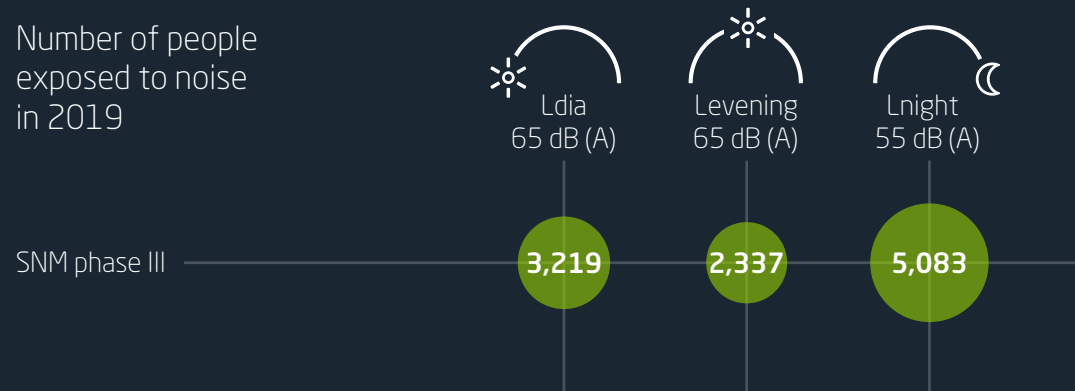 Number of people
exposed to noise
in 2019
Ldia
65 dB (A)
Levening
65 dB (A)
Lnight
55 dB (A)
SNM phase III
3,219
2,337
5,083